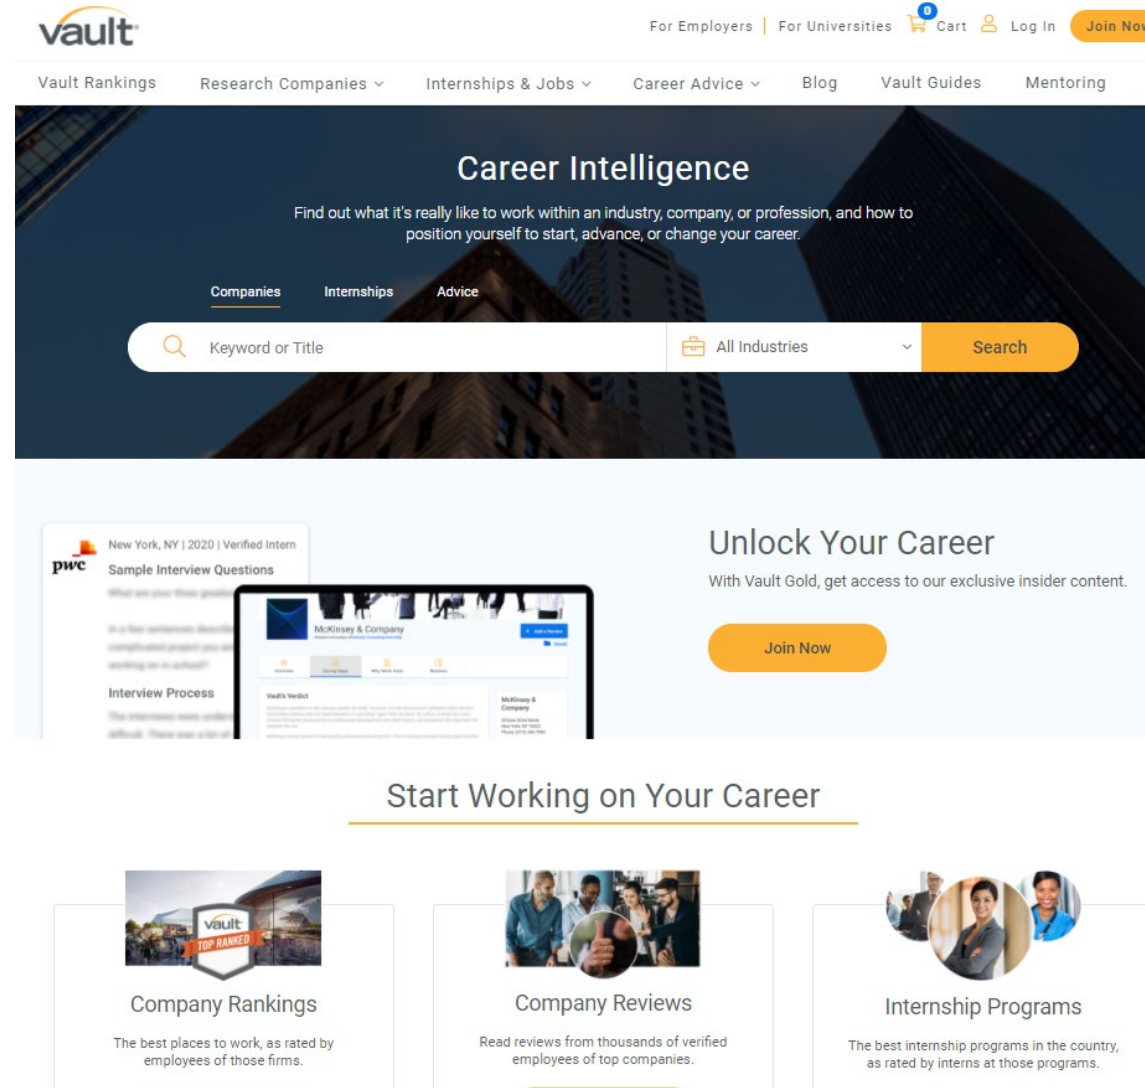 vault
For Employers | For Universities 0 Cart Log In Join Now
Vault Rankings Research Companies Internships & Jobs Career Advice Blog Vault Guides Mentoring
Career Intelligence
Find out what it's really like to work within an industry, company, or profession, and how to
position yourself to start, advance, or change your career.
Companies Internships Advice
Keyword or Title All Industries Search
pwc
New York, NY | 2020 | Verified Intern
Sample Interview Questions
Interview Process
McKinsey & Company
+ Add a Review
Vault's Verdict
McKinsey &
Company
Unlock Your Career
With Vault Gold, get access to our exclusive insider content.
Join Now
Start Working on Your Career
vault
TOP RANKED
Company Rankings
The best places to work, as rated by
employees of those firms.
Company Reviews
Read reviews from thousands of verified
employees of top companies.
Internship Programs
The best internship programs in the country,
as rated by interns at those programs.